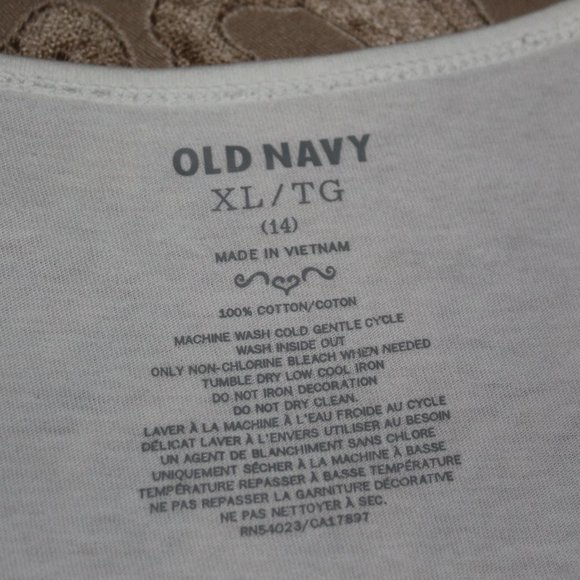 OLD NAVY
XL/TG
(14)
MADE IN VIETNAM
100% COTTON/COTON
MACHINE WASH COLD GENTLE CYCLE
WASH INSIDE OUT
ONLY NON-CHLORINE BLEACH WHEN NEEDED
TUMBLE DRY LOW COOL IRON
DO NOT IRON DECORATION
DO NOT DRY CLEAN.
LAVER À LA MACHINE À L'EAU FROIDE AU CYCLE
DÉLICAT LAVER À L'ENVERS UTILISER AU BESOIN
UN AGENT DE BLANCHIMENT SANS CHLORE
UNIQUEMENT SÉCHER À LA MACHINE À BASSE
TEMPÉRATURE REPASSER À BASSE TEMPÉRATURE
NE PAS REPASSER LA GARNITURE DÉCORATIVE
NE PAS NETTOYER À SEC.
RN54023/CA17897